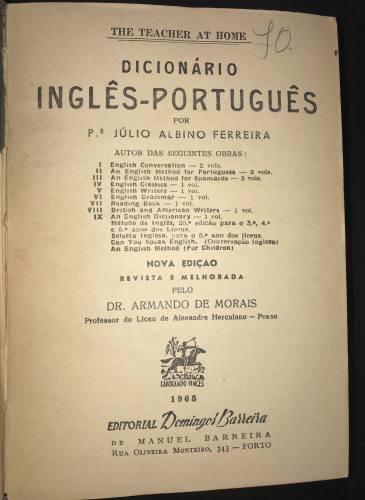 THE TEACHER AT HOME
70.
DICIONÁRIO
INGLÊS-PORTUGUÊS
POR
P.e JÚLIO ALBINO FERREIRA
AUTOR DAS SEGUINTES OBRAS:
I English Conversation — 2 vols.
II An English Method for Portuguese — 2 vols.
III An English Method for Spaniards — 2 vols.
IV English Classics — 1 vol.
V English Writers — 1 vol.
VI English Grammar — 1 vol.
VII Reading Book — 1 vol.
VIII British and American Writers — 1 vol.
IX An English Dictionary — 1 vol.
Método de Inglês, 20.ª edição para o 3.º, 4.º
e 5.º anos dos liceus.
Selecta Inglesa, para o 6.º ano dos liceus.
Can You Speak English. (Conversação Inglesa)
An English Method (For Children)
NOVA EDIÇÃO
REVISTA E MELHORADA
PELO
DR. ARMANDO DE MORAIS
Professor do Liceu de Alexandre Herculano — PORTO
LABORANDO VINCES
1965
EDITORIAL Domingos Barreira
DE MANUEL BARREIRA
RUA OLIVEIRA MONTEIRO, 343 — PORTO